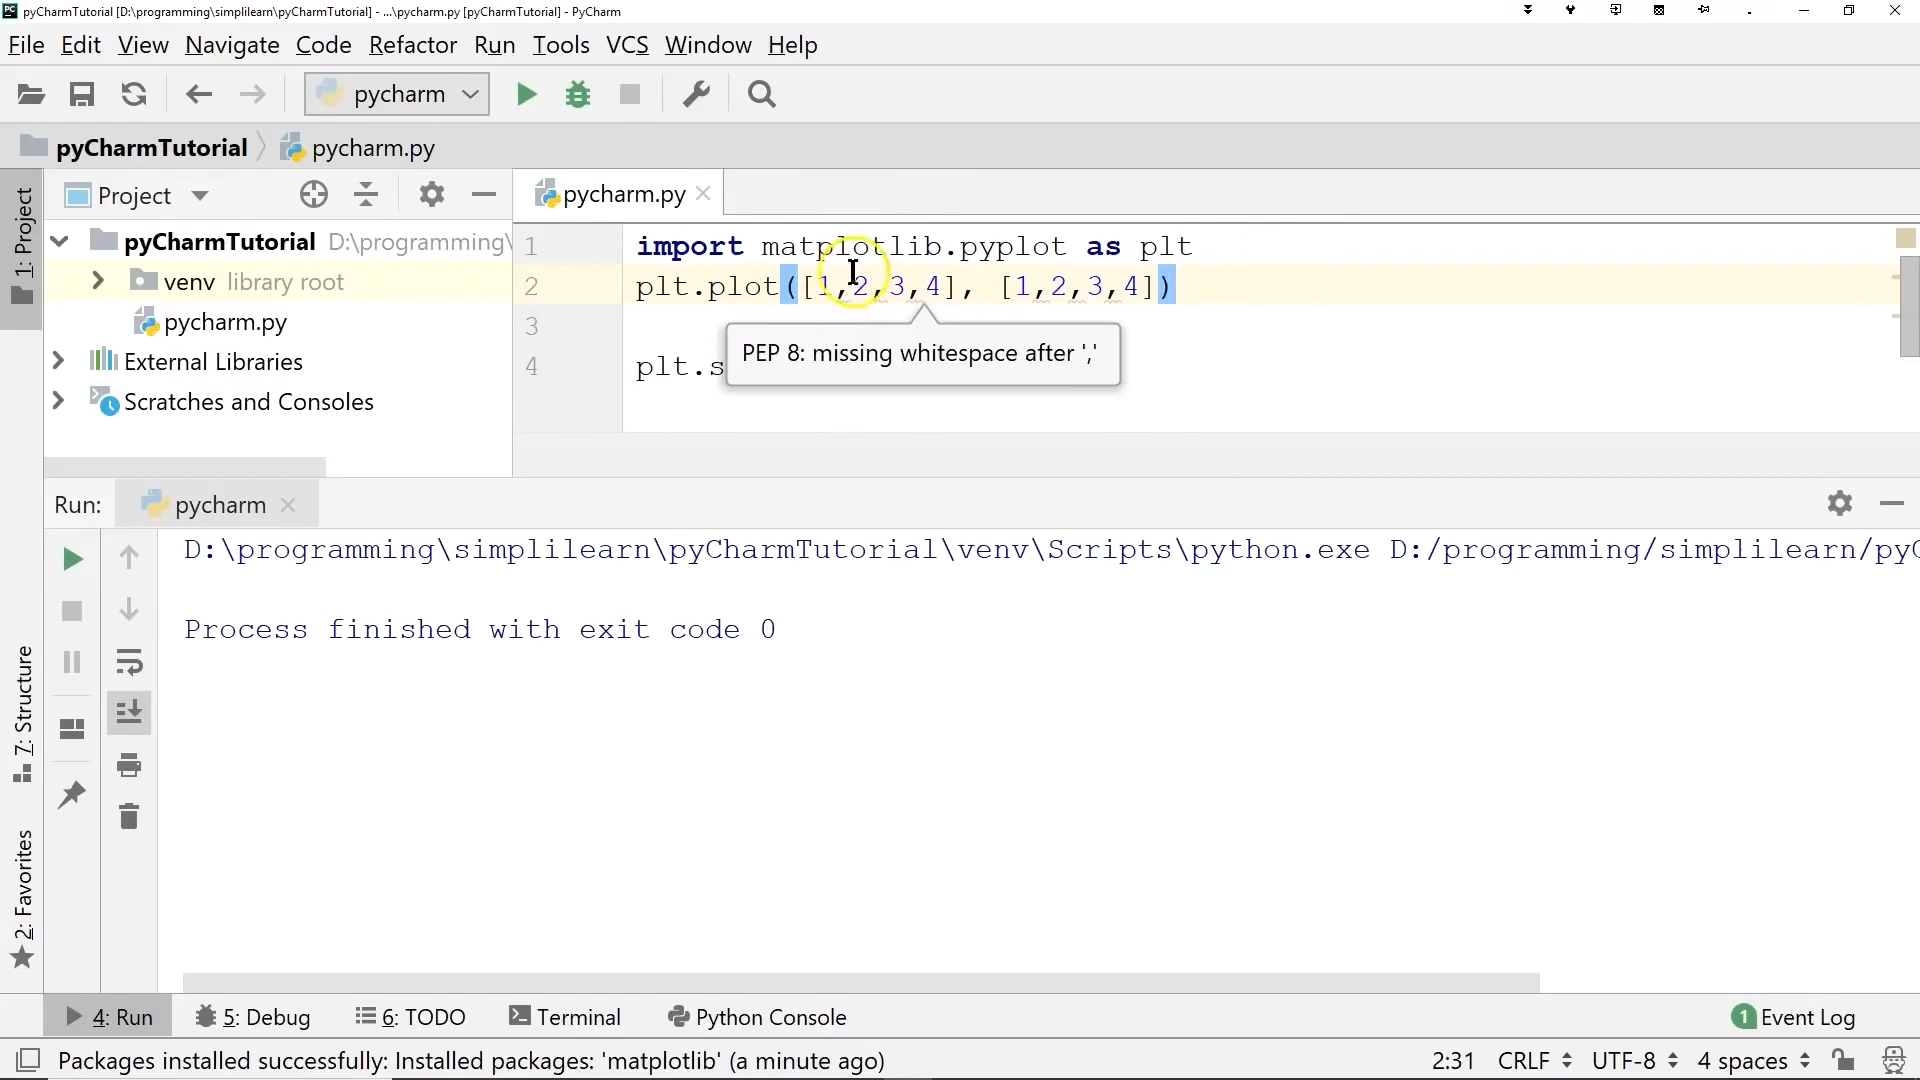 PC pyCharmTutorial [D:\programming\simplilearn\pyCharmTutorial] - ...\pycharm.py [pyCharmTutorial] - PyCharm
File Edit View Navigate Code Refactor Run Tools VCS Window Help
pycharm
pyCharmTutorial pycharm.py
1: Project
Project
pycharm.py
pyCharmTutorial D:\programming\
venv library root
pycharm.py
External Libraries
Scratches and Consoles
1 import matplotlib.pyplot as plt
2 plt.plot([1,2,3,4], [1,2,3,4])
3
PEP 8: missing whitespace after ','
4 plt.s
Run: pycharm
D:\programming\simplilearn\pyCharmTutorial\venv\Scripts\python.exe D:/programming/simplilearn/pyC
Process finished with exit code 0
7: Structure
2: Favorites
4: Run 5: Debug 6: TODO Terminal Python Console 1 Event Log
Packages installed successfully: Installed packages: 'matplotlib' (a minute ago) 2:31 CRLF UTF-8 4 spaces